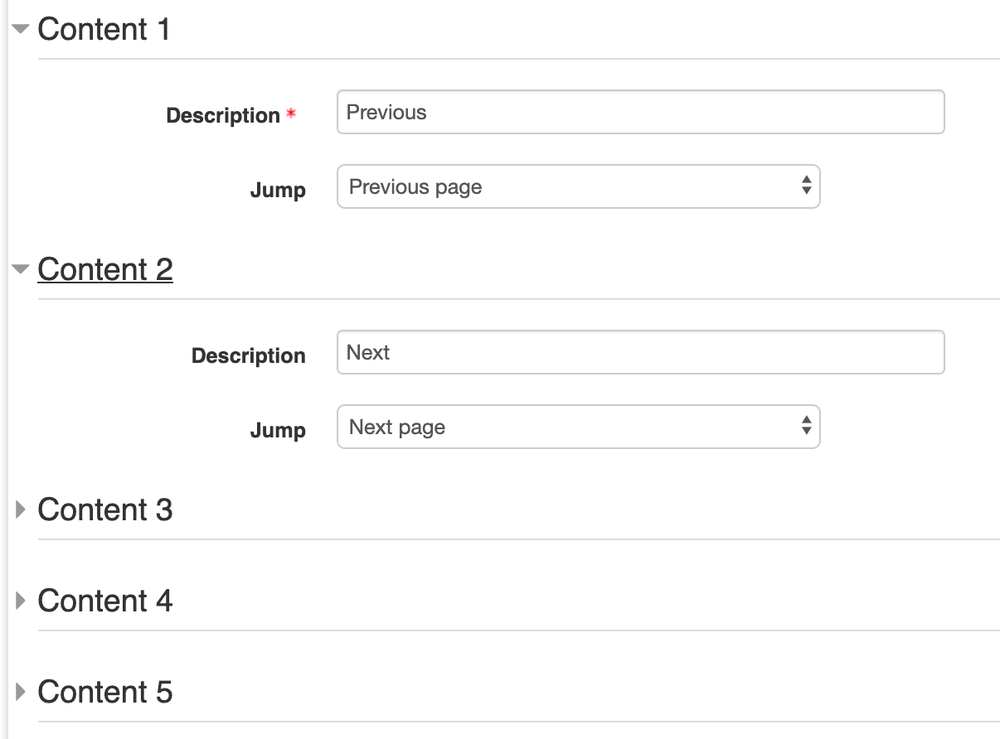 Content 1
Description * Previous
Jump Previous page
Content 2
Description Next
Jump Next page
Content 3
Content 4
Content 5